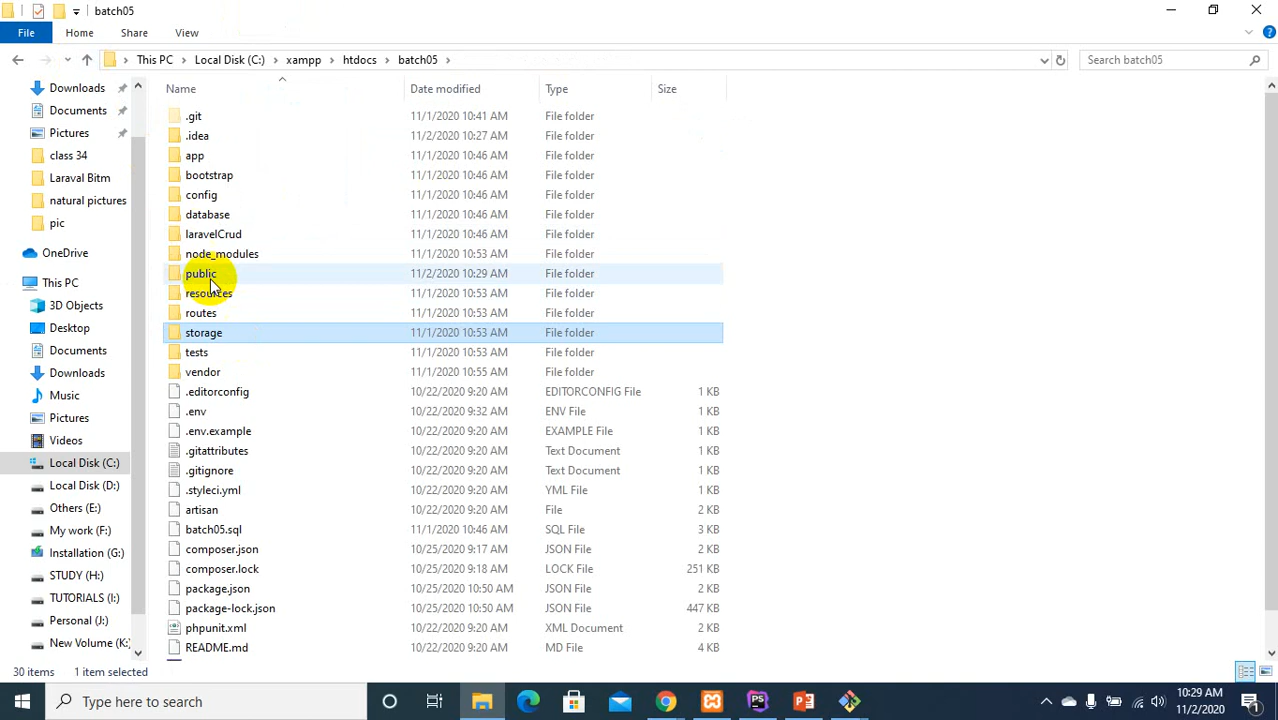 batch05
File Home Share View
This PC > Local Disk (C:) > xampp > htdocs > batch05 >
Search batch05
Name Date modified Type Size
Downloads
Documents
Pictures
class 34
Laraval Bitm
natural pictures
pic
OneDrive
This PC
3D Objects
Desktop
Documents
Downloads
Music
Pictures
Videos
Local Disk (C:)
Local Disk (D:)
Others (E:)
My work (F:)
Installation (G:)
STUDY (H:)
TUTORIALS (I:)
Personal (J:)
New Volume (K:)
.git 11/1/2020 10:41 AM File folder
.idea 11/2/2020 10:27 AM File folder
app 11/1/2020 10:46 AM File folder
bootstrap 11/1/2020 10:46 AM File folder
config 11/1/2020 10:46 AM File folder
database 11/1/2020 10:46 AM File folder
laravelCrud 11/1/2020 10:46 AM File folder
node_modules 11/1/2020 10:53 AM File folder
public 11/2/2020 10:29 AM File folder
resources 11/1/2020 10:53 AM File folder
routes 11/1/2020 10:53 AM File folder
storage 11/1/2020 10:53 AM File folder
tests 11/1/2020 10:53 AM File folder
vendor 11/1/2020 10:55 AM File folder
.editorconfig 10/22/2020 9:20 AM EDITORCONFIG File 1 KB
.env 10/22/2020 9:32 AM ENV File 1 KB
.env.example 10/22/2020 9:20 AM EXAMPLE File 1 KB
.gitattributes 10/22/2020 9:20 AM Text Document 1 KB
.gitignore 10/22/2020 9:20 AM Text Document 1 KB
.styleci.yml 10/22/2020 9:20 AM YML File 1 KB
artisan 10/22/2020 9:20 AM File 2 KB
batch05.sql 11/1/2020 10:46 AM SQL File 3 KB
composer.json 10/25/2020 9:17 AM JSON File 2 KB
composer.lock 10/25/2020 9:18 AM LOCK File 251 KB
package.json 10/25/2020 10:50 AM JSON File 2 KB
package-lock.json 10/25/2020 10:50 AM JSON File 447 KB
phpunit.xml 10/22/2020 9:20 AM XML Document 2 KB
README.md 10/22/2020 9:20 AM MD File 4 KB
30 items 1 item selected
Type here to search
10:29 AM
11/2/2020
1